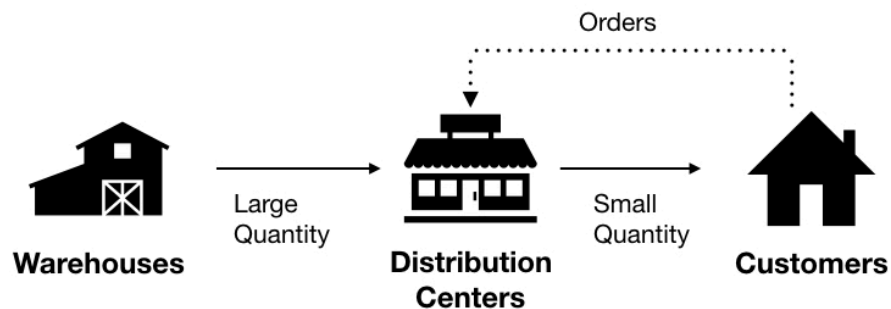 Orders
Large
Quantity
Small
Quantity
Warehouses
Distribution
Centers
Customers